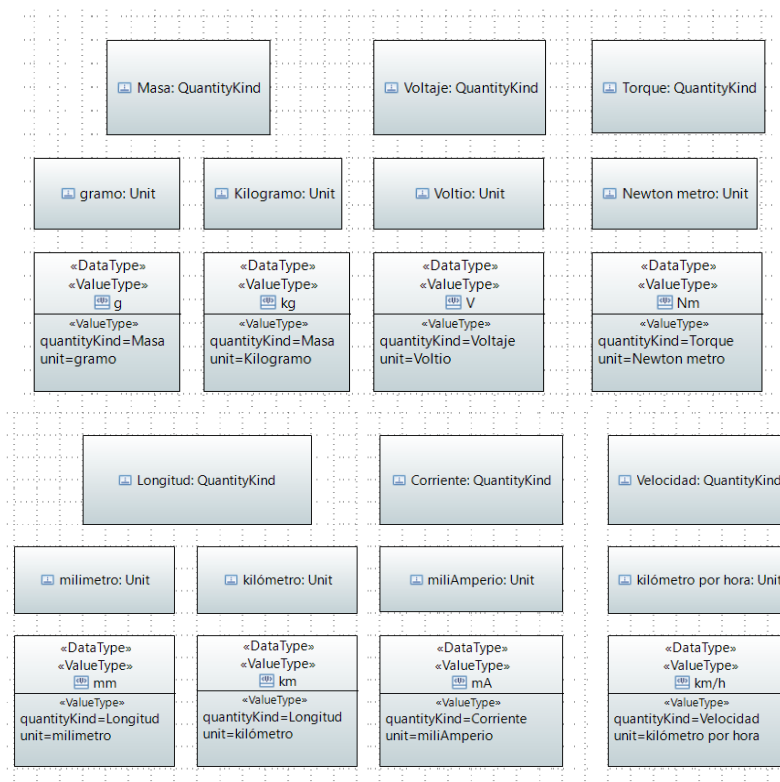 Masa: QuantityKind
Voltaje: QuantityKind
Torque: QuantityKind
gramo: Unit
Kilogramo: Unit
Voltio: Unit
Newton metro: Unit
«DataType»
«ValueType»
g
«ValueType»
quantityKind=Masa
unit=gramo
«DataType»
«ValueType»
kg
«ValueType»
quantityKind=Masa
unit=Kilogramo
«DataType»
«ValueType»
V
«ValueType»
quantityKind=Voltaje
unit=Voltio
«DataType»
«ValueType»
Nm
«ValueType»
quantityKind=Torque
unit=Newton metro
Longitud: QuantityKind
Corriente: QuantityKind
Velocidad: QuantityKind
milimetro: Unit
kilómetro: Unit
miliAmperio: Unit
kilómetro por hora: Unit
«DataType»
«ValueType»
mm
«ValueType»
quantityKind=Longitud
unit=milimetro
«DataType»
«ValueType»
km
«ValueType»
quantityKind=Longitud
unit=kilómetro
«DataType»
«ValueType»
mA
«ValueType»
quantityKind=Corriente
unit=miliAmperio
«DataType»
«ValueType»
km/h
«ValueType»
quantityKind=Velocidad
unit=kilómetro por hora